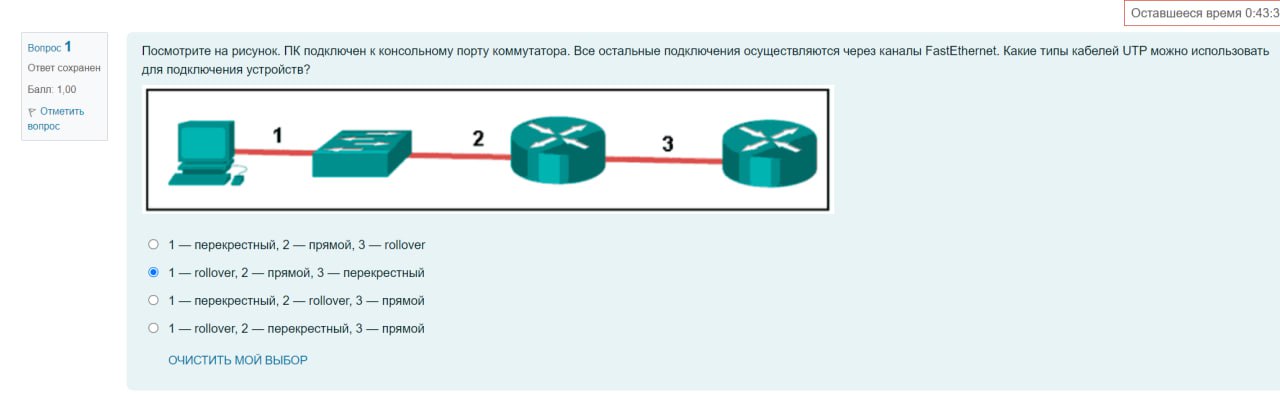 Оставшееся время 0:43:3
Вопрос 1
Ответ сохранен
Балл: 1,00
Отметить вопрос
Посмотрите на рисунок. ПК подключен к консольному порту коммутатора. Все остальные подключения осуществляются через каналы FastEthernet. Какие типы кабелей UTP можно использовать
для подключения устройств?
1 2 3
1 — перекрестный, 2 — прямой, 3 — rollover
1 — rollover, 2 — прямой, 3 — перекрестный
1 — перекрестный, 2 — rollover, 3 — прямой
1 — rollover, 2 — перекрестный, 3 — прямой
ОЧИСТИТЬ МОЙ ВЫБОР